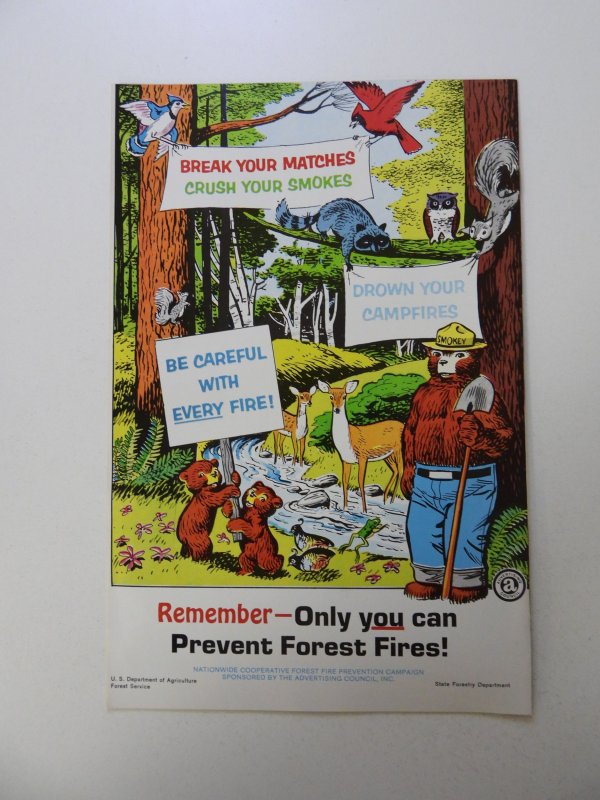 BREAK YOUR MATCHES
CRUSH YOUR SMOKES
DROWN YOUR
CAMPFIRES
SMOKEY
BE CAREFUL
WITH
EVERY FIRE!
a
Remember—Only you can
Prevent Forest Fires!
NATIONWIDE COOPERATIVE FOREST FIRE PREVENTION CAMPAIGN
SPONSORED BY THE ADVERTISING COUNCIL, INC.
U. S. Department of Agriculture
Forest Service
State Forestry Department